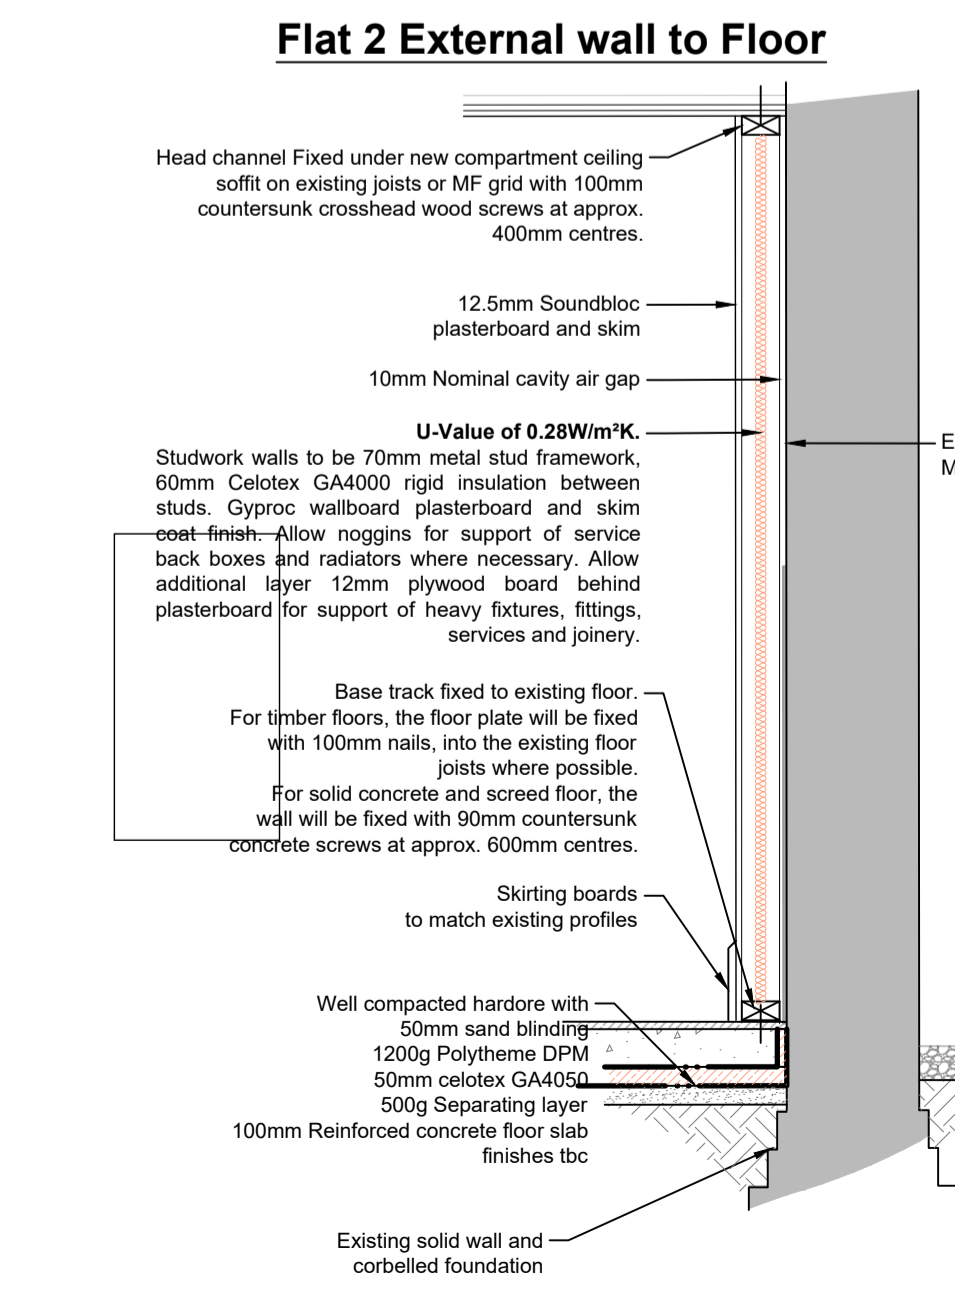 Flat 2 External wall to Floor
Head channel Fixed under new compartment ceiling
soffit on existing joists or MF grid with 100mm
countersunk crosshead wood screws at approx.
400mm centres.
12.5mm Soundbloc
plasterboard and skim
10mm Nominal cavity air gap
U-Value of 0.28W/m²K.
Studwork walls to be 70mm metal stud framework,
60mm Celotex GA4000 rigid insulation between
studs. Gyproc wallboard plasterboard and skim
coat finish. Allow noggins for support of service
back boxes and radiators where necessary. Allow
additional layer 12mm plywood board behind
plasterboard for support of heavy fixtures, fittings,
services and joinery.
E
M
Base track fixed to existing floor.
For timber floors, the floor plate will be fixed
with 100mm nails, into the existing floor
joists where possible.
For solid concrete and screed floor, the
wall will be fixed with 90mm countersunk
concrete screws at approx. 600mm centres.
Skirting boards
to match existing profiles
Well compacted hardore with
50mm sand blinding
1200g Polytheme DPM
50mm celotex GA4050
500g Separating layer
100mm Reinforced concrete floor slab
finishes tbc
Existing solid wall and
corbelled foundation